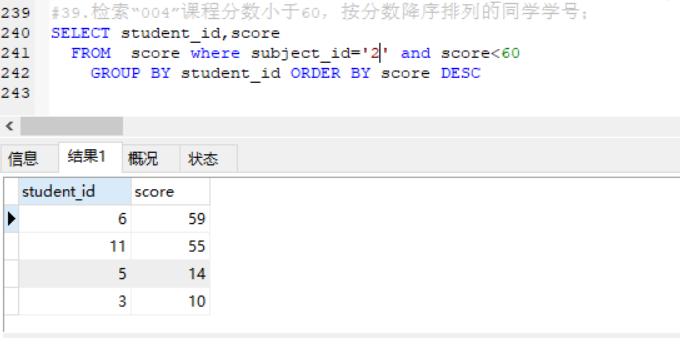 239 #39.检索“004”课程分数小于60，按分数降序排列的同学学号；
240 SELECT student_id,score
241 FROM score where subject_id='2' and score<60
242 GROUP BY student_id ORDER BY score DESC
243
信息 结果1 概况 状态
student_id score
6 59
11 55
5 14
3 10